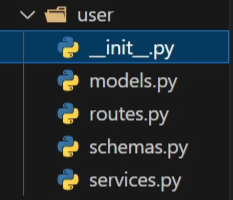 user
__init__.py
models.py
routes.py
schemas.py
services.py